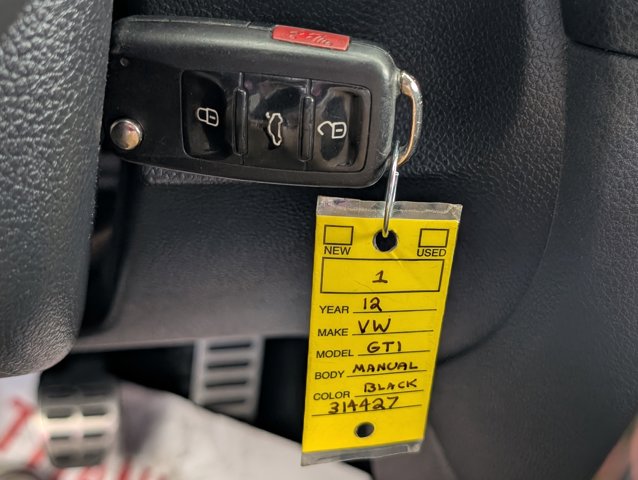 NEW USED
1
YEAR 12
MAKE VW
MODEL GTI
BODY MANUAL
COLOR BLACK
314427